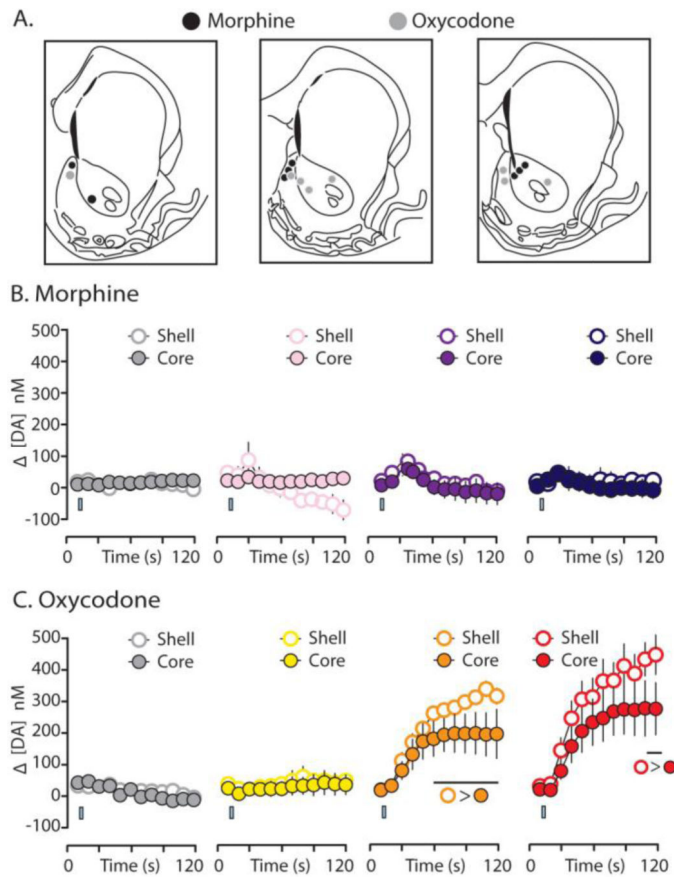 A. Morphine Oxycodone
B. Morphine
500
400
300
200
100
0
-100
Δ [DA] nM
Shell
Core
Shell
Core
Shell
Core
Shell
Core
0 Time (s) 120
0 Time (s) 120
0 Time (s) 120
0 Time (s) 120
C. Oxycodone
500
400
300
200
100
0
-100
Δ [DA] nM
Shell
Core
Shell
Core
Shell
Core
Shell
Core
>
>
0 Time (s) 120
0 Time (s) 120
0 Time (s) 120
0 Time (s) 120